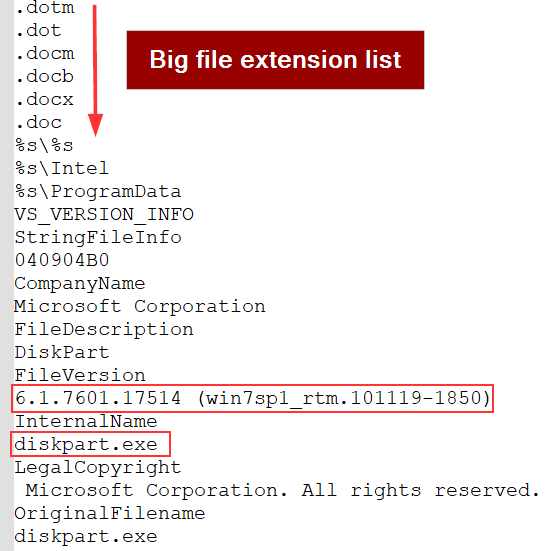 .dotm
.dot
.docm
.docb
.docx
.doc
Big file extension list
%s\%s
%s\Intel
%s\ProgramData
VS_VERSION_INFO
StringFileInfo
040904B0
CompanyName
Microsoft Corporation
FileDescription
DiskPart
FileVersion
6.1.7601.17514 (win7sp1_rtm.101119-1850)
InternalName
diskpart.exe
LegalCopyright
Microsoft Corporation. All rights reserved.
OriginalFilename
diskpart.exe